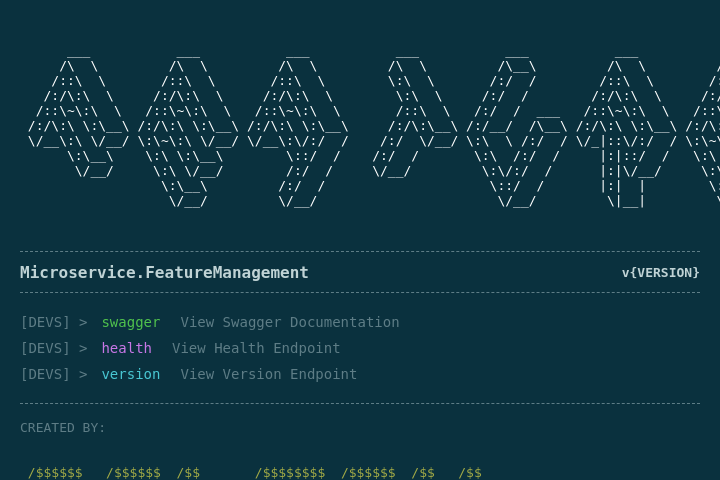 FEATURE
Microservice.FeatureManagement v{VERSION}
[DEVS] > swagger View Swagger Documentation
[DEVS] > health View Health Endpoint
[DEVS] > version View Version Endpoint
CREATED BY: